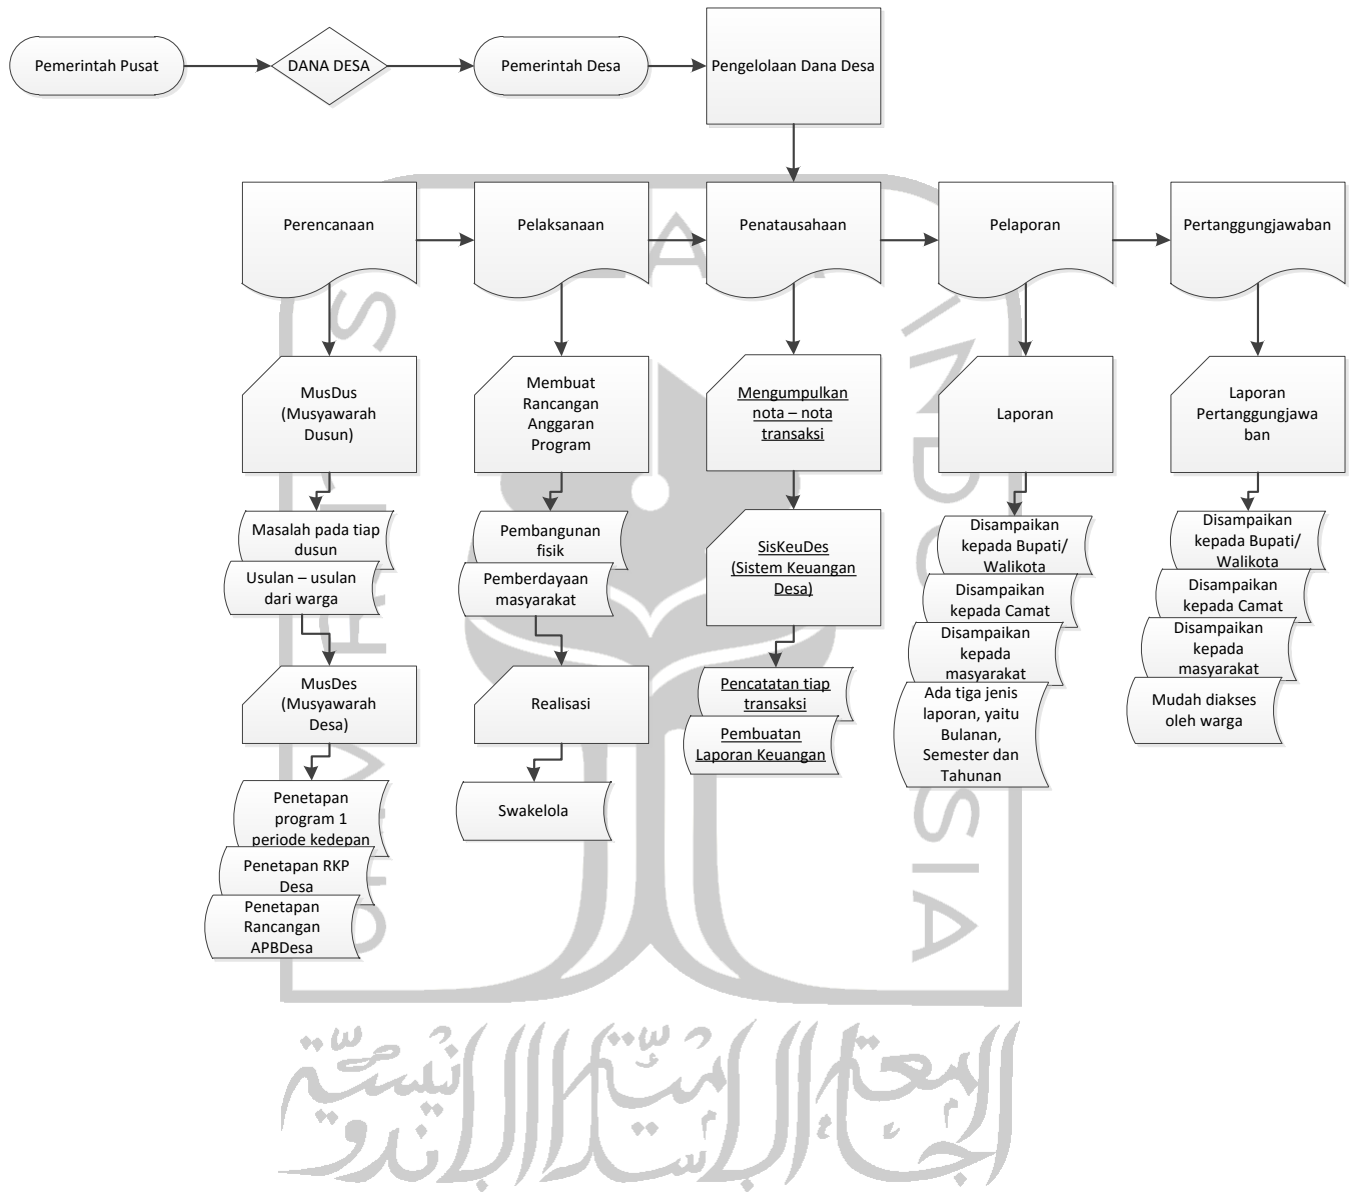 Pemerintah Pusat
DANA DESA
Pemerintah Desa
Pengelolaan Dana Desa
Perencanaan
Pelaksanaan
Penatausahaan
Pelaporan
Pertanggungjawaban
MusDus
(Musyawarah
Dusun)
Masalah pada tiap
dusun
Usulan – usulan
dari warga
MusDes
(Musyawarah
Desa)
Penetapan
program 1
periode kedepan
Penetapan RKP
Desa
Penetapan
Rancangan
APBDesa
Membuat
Rancangan
Anggaran
Program
Pembangunan
fisik
Pemberdayaan
masyarakat
Realisasi
Swakelola
Mengumpulkan
nota – nota
transaksi
SisKeuDes
(Sistem Keuangan
Desa)
Pencatatan tiap
transaksi
Pembuatan
Laporan Keuangan
Laporan
Disampaikan
kepada Bupati/
Walikota
Disampaikan
kepada Camat
Disampaikan
kepada
masyarakat
Ada tiga jenis
laporan, yaitu
Bulanan,
Semester dan
Tahunan
Laporan
Pertanggungjawa
ban
Disampaikan
kepada Bupati/
Walikota
Disampaikan
kepada Camat
Disampaikan
kepada
masyarakat
Mudah diakses
oleh warga